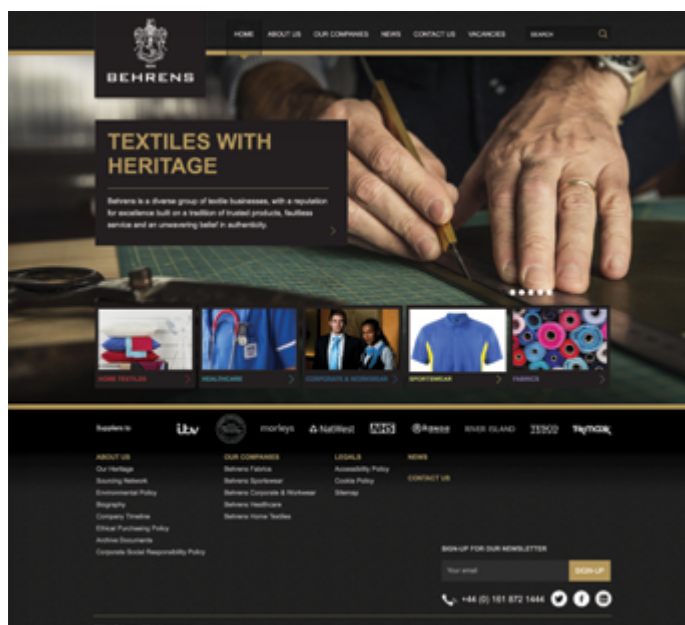 BEHRENS
HOME ABOUT US OUR COMPANIES NEWS CONTACT US VACANCIES SEARCH
TEXTILES WITH
HERITAGE
Behrens is a diverse group of textile businesses, with a reputation
for excellence built on a tradition of trusted products, faultless
service and an unwavering belief in authenticity.
HOME TEXTILES HEALTHCARE CORPORATE & WORKWEAR SPORTSWEAR FABRICS
Suppliers to itv morleys NatWest NHS RIVER ISLAND TESCO TK maxx
ABOUT US OUR COMPANIES LEGALS NEWS
Our Heritage Behrens Fabrics Accessibility Policy
Sourcing Network Behrens Sportswear Cookie Policy CONTACT US
Environmental Policy Behrens Corporate & Workwear Sitemap
Biography Behrens Healthcare
Company Timeline Behrens Home Textiles
Ethical Purchasing Policy
Archive Documents
Corporate Social Responsibility Policy
SIGN-UP FOR OUR NEWSLETTER
Your email SIGN-UP
+44 (0) 161 872 1444